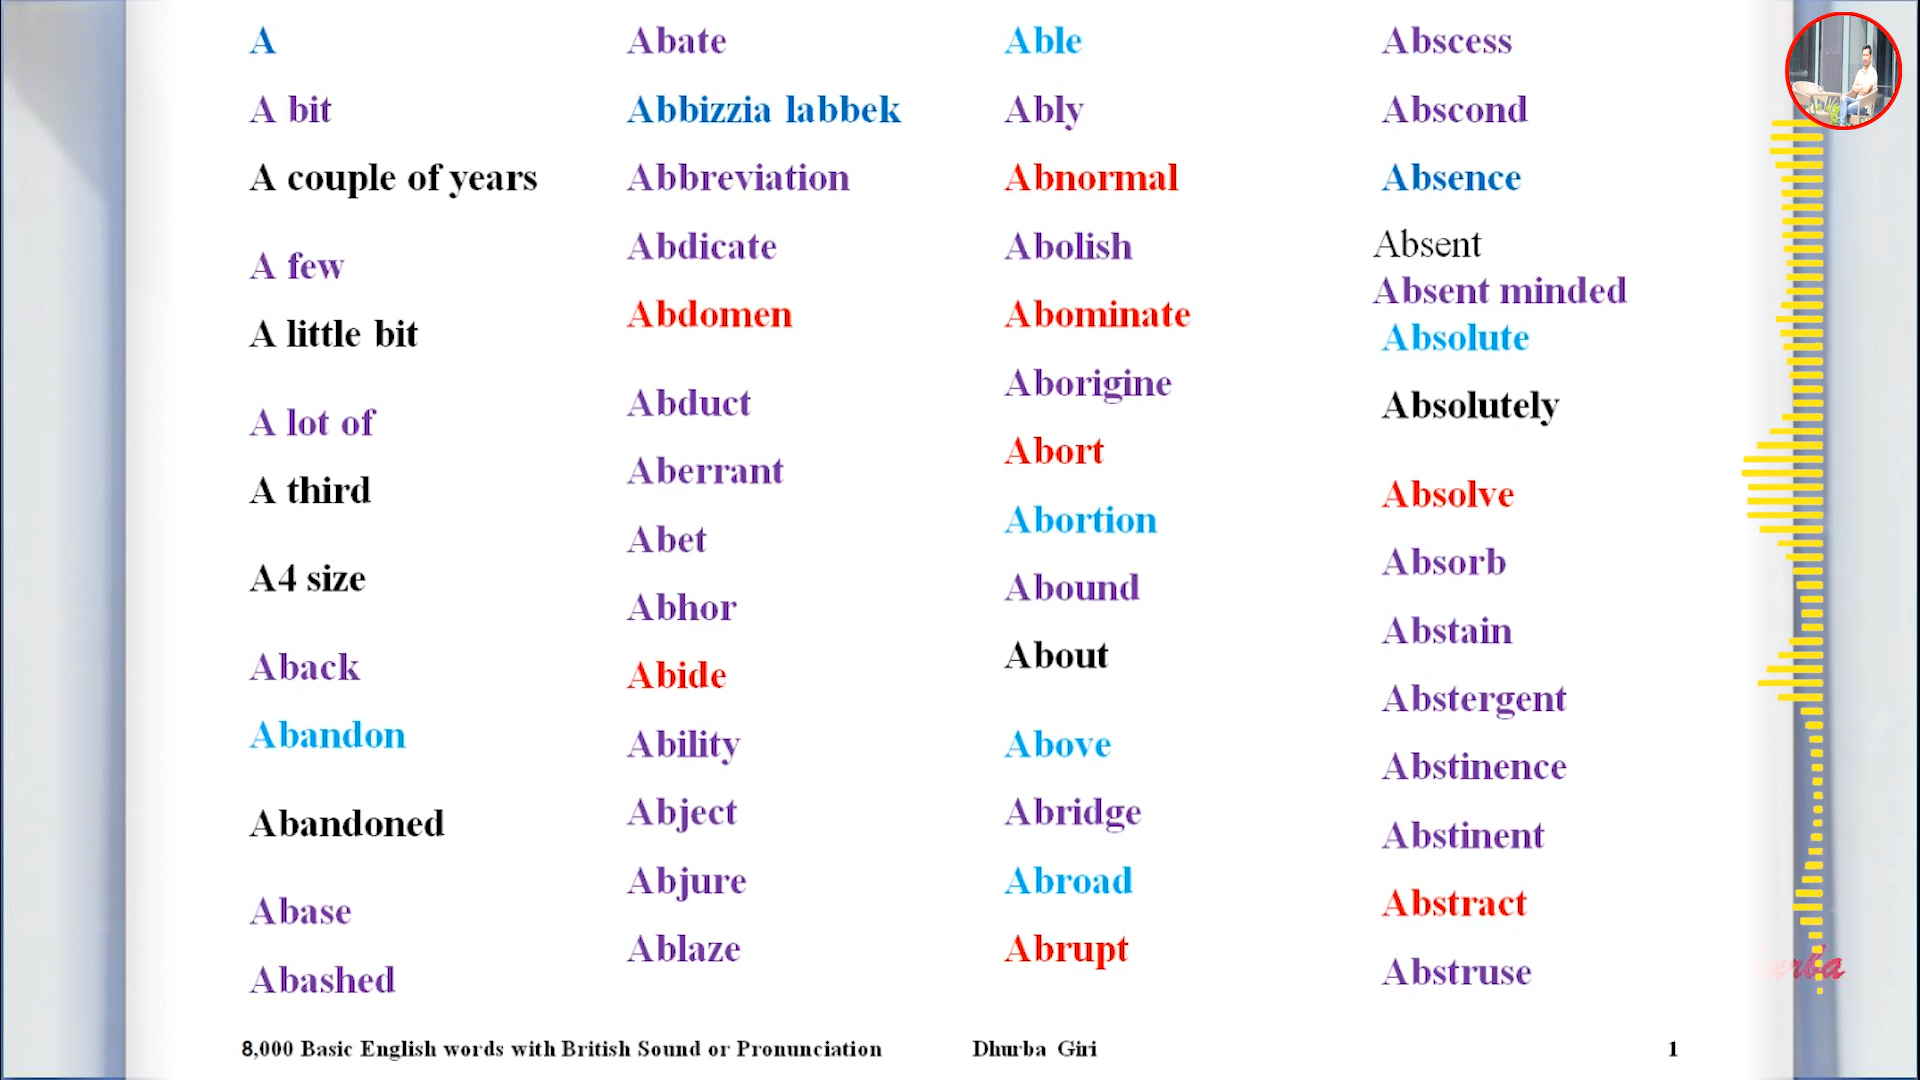 A
A bit
A couple of years
A few
A little bit
A lot of
A third
A4 size
Aback
Abandon
Abandoned
Abase
Abashed
Abate
Abbizzia labbek
Abbreviation
Abdicate
Abdomen
Abduct
Aberrant
Abet
Abhor
Abide
Ability
Abject
Abjure
Ablaze
Able
Ably
Abnormal
Abolish
Abominate
Aborigine
Abort
Abortion
Abound
About
Above
Abridge
Abroad
Abrupt
Abscess
Abscond
Absence
Absent
Absent minded
Absolute
Absolutely
Absolve
Absorb
Abstain
Abstergent
Abstinence
Abstinent
Abstract
Abstruse
8,000 Basic English words with British Sound or Pronunciation Dhurba Giri 1